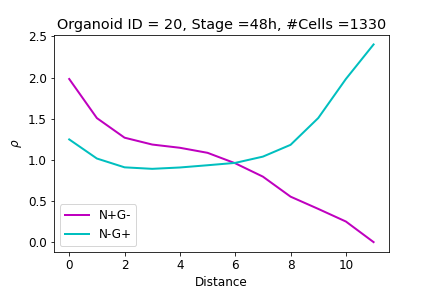 Organoid ID = 20, Stage =48h, #Cells =1330
2.5
2.0
1.5
1.0
0.5
0.0
ρ
N+G-
N-G+
0 2 4 6 8 10
Distance